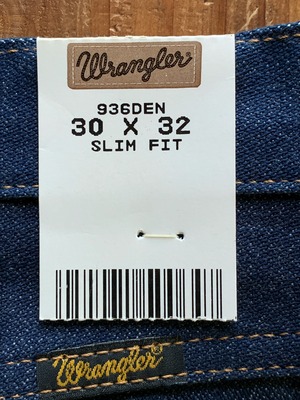 Wrangler
936DEN
30 X 32
SLIM FIT
Wrangler